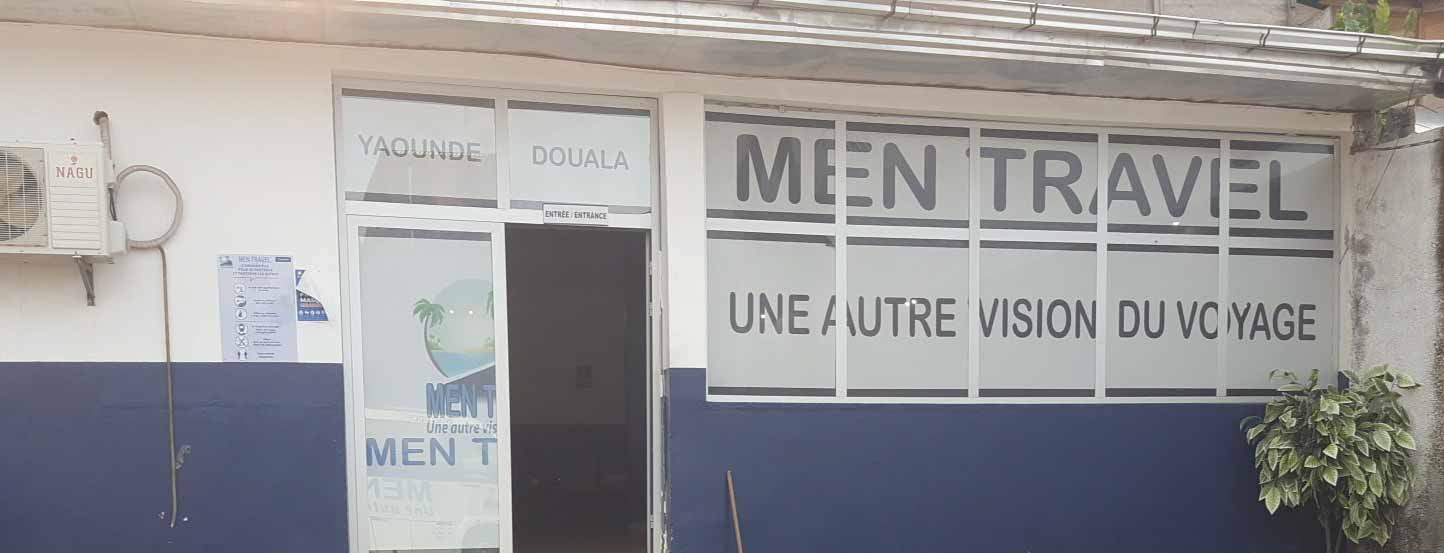 NAGU
MEN TRAVEL
YAOUNDE
DOUALA
ENTRÉE / ENTRANCE
MEN T
Une autre vis
MEN T
MEN TRAVEL
UNE AUTRE VISION DU VOYAGE